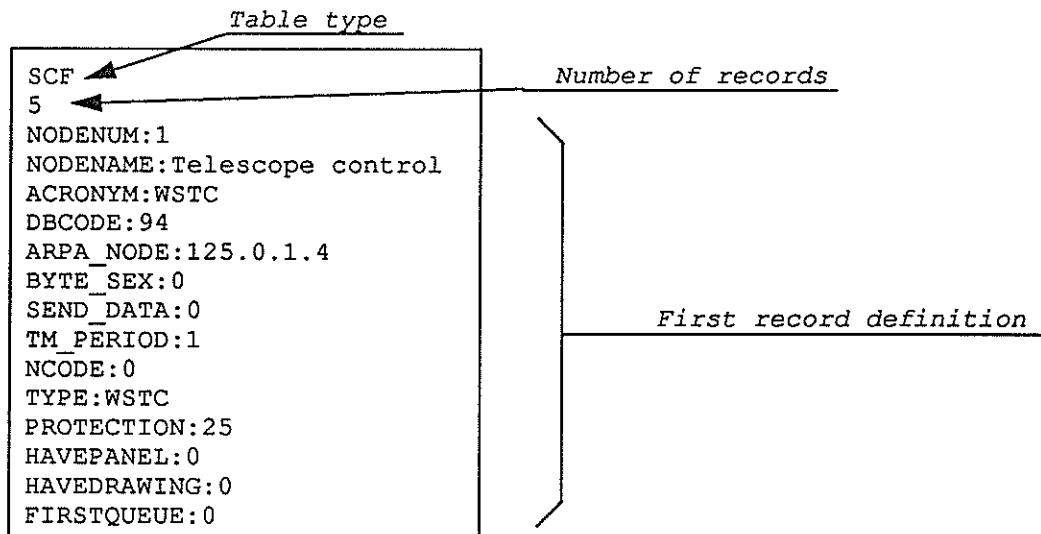 Table type
SCF
Number of records
5
NODENUM:1
NODENAME:Telescope control
ACRONYM:WSTC
DBCODE:94
ARPA_NODE:125.0.1.4
BYTE_SEX:0
SEND_DATA:0
First record definition
TM_PERIOD:1
NCODE:0
TYPE:WSTC
PROTECTION:25
HAVEPANEL:0
HAVEDRAWING:0
FIRSTQUEUE:0